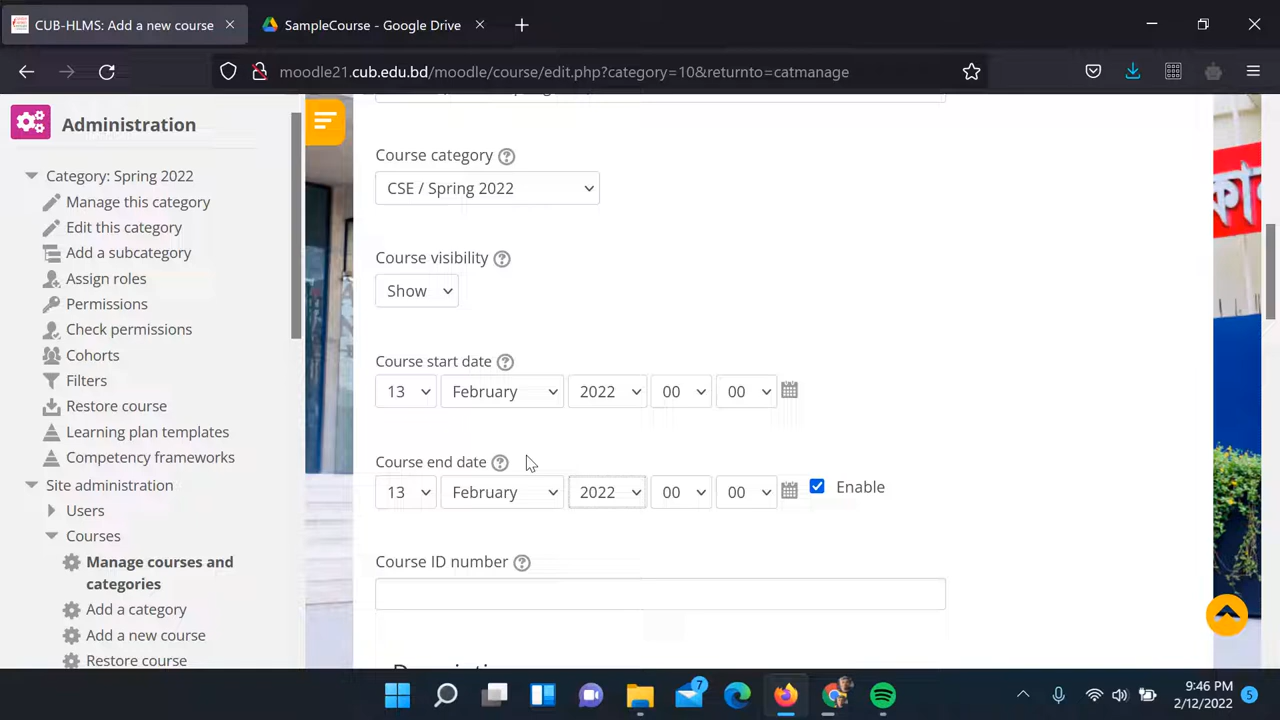 CUB-HLMS: Add a new course
SampleCourse - Google Drive
moodle21.cub.edu.bd/moodle/course/edit.php?category=10&returnto=catmanage
Administration
Category: Spring 2022
Manage this category
Edit this category
Add a subcategory
Assign roles
Permissions
Check permissions
Cohorts
Filters
Restore course
Learning plan templates
Competency frameworks
Site administration
Users
Courses
Manage courses and
categories
Add a category
Add a new course
Restore course
Course category
CSE / Spring 2022
Course visibility
Show
Course start date
13 February 2022 00 00
Course end date
13 February 2022 00 00 Enable
Course ID number
7
9:46 PM
2/12/2022
5